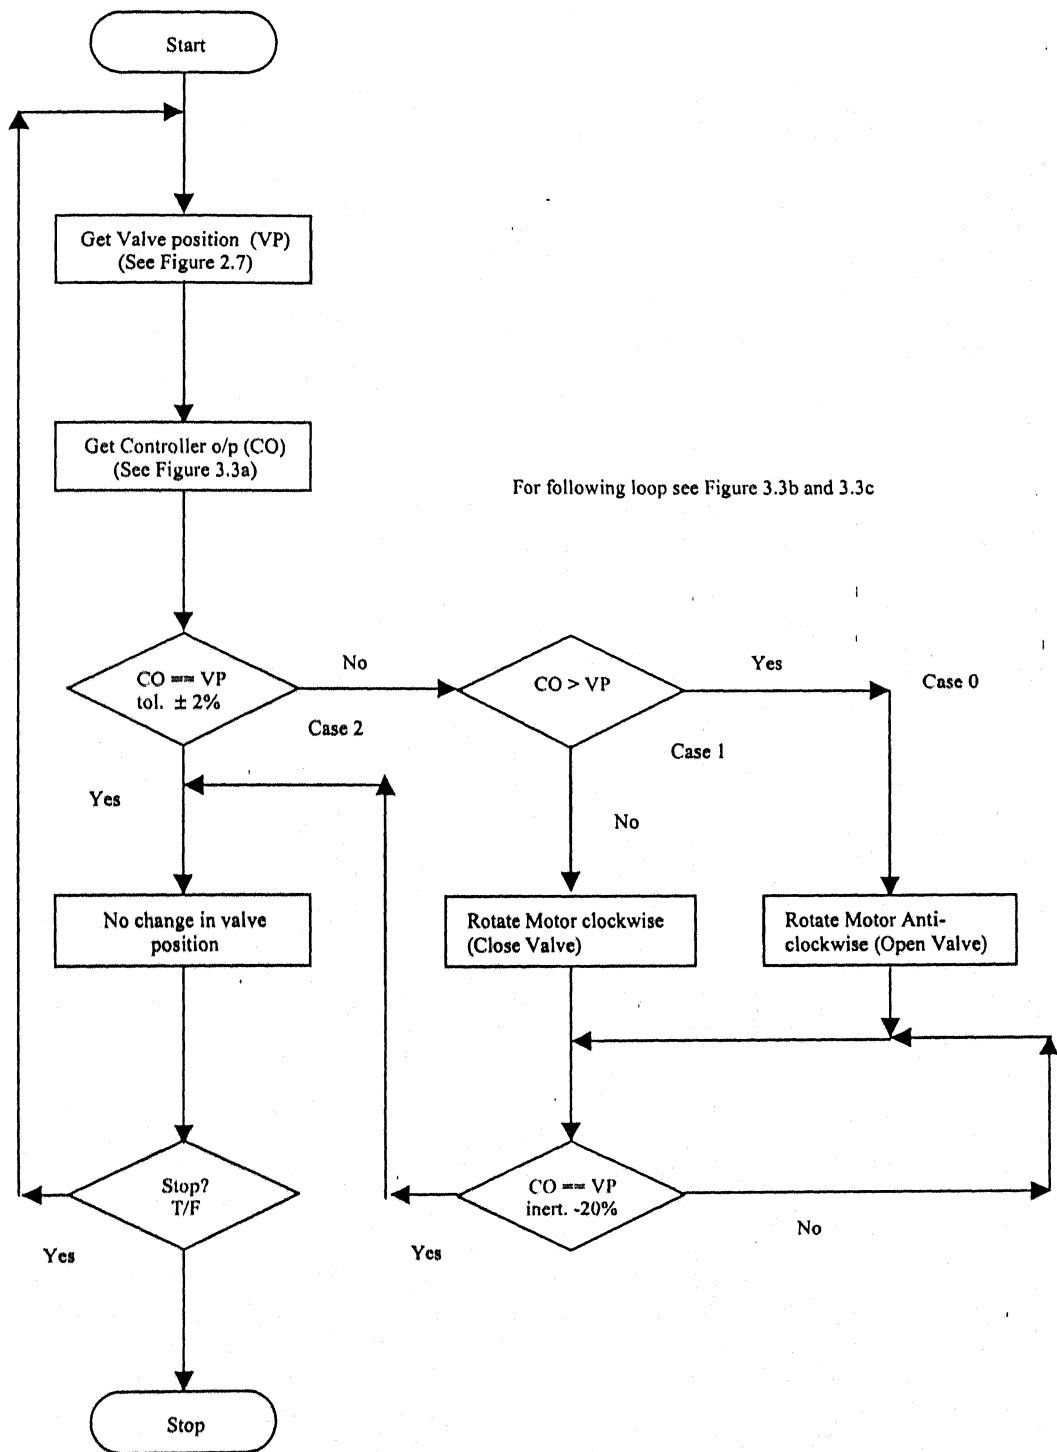 Start
Get Valve position (VP)
(See Figure 2.7)
Get Controller o/p (CO)
(See Figure 3.3a)
For following loop see Figure 3.3b and 3.3c
CO == VP
tol. ± 2%
No
Case 2
CO > VP
Yes
Case 0
Case 1
Yes
No
No change in valve
position
Rotate Motor clockwise
(Close Valve)
Rotate Motor Anti-
clockwise (Open Valve)
Stop?
T/F
Yes
CO == VP
inert. -20%
Yes
No
Stop